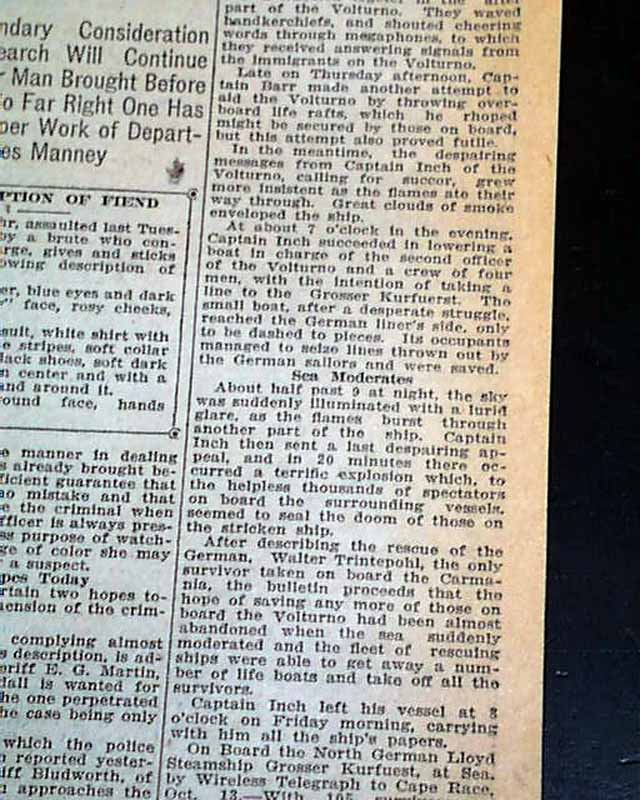 ndary Consideration
earch Will Continue
r Man Brought Before
o Far Right One Has
per Work of Depart-
es Manney
PTION OF FIEND
ar, assaulted last Tues-
by a brute who con-
rge, gives and sticks
owing description of
er, blue eyes and dark
" face, rosy cheeks,
suit, white shirt with
e stripes, soft collar
lack shoes, soft dark
n center and with a
and around it.
ound face, hands
e manner in dealing
s already brought be-
ficient guarantee that
no mistake and that
e the criminal when
fficer is always pres-
ss purpose of watch-
ge of color she may
a suspect.
pes Today
rtain two hopes to-
ension of the crim-
complying almost
s description, is ad-
eriff E. G. Martin,
dall is wanted for
he one perpetrated
he case being only
which the police
n reported yester-
iff Bludworth, of
n approaches the
part of the Volturno. They waved
handkerchiefs, and shouted cheering
words through megaphones, to which
they received answering signals from
the immigrants on the Volturno.
Late on Thursday afternoon, Cap-
tain Barr made another attempt to
aid the Volturno by throwing over-
board life rafts, which he rhoped
might be secured by those on board,
but this attempt also proved futile.
In the meantime, the despairing
messages from Captain Inch of the
Volturno, calling for succor, grew
more insistent as the flames ate their
way through. Great clouds of smoke
enveloped the ship.
At about 7 o'clock in the evening,
Captain Inch succeeded in lowering a
boat in charge of the second officer
of the Volturno and a crew of four
men, with the intention of taking a
line to the Grosser Kurfuerst. The
small boat, after a desperate struggle,
reached the German liner's side, only
to be dashed to pieces. Its occupants
managed to seize lines thrown out by
the German sailors and were saved.
Sea Moderates
About half past 9 at night, the sky
was suddenly illuminated with a lurid
glare, as the flames burst through
another part of the ship. Captain
Inch then sent a last despairing ap-
peal, and in 20 minutes there oc-
curred a terrific explosion which, to
the helpless thousands of spectators
on board the surrounding vessels,
seemed to seal the doom of those on
the stricken ship.
After describing the rescue of the
German, Walter Trintepohl, the only
survivor taken on board the Carma-
nia, the bulletin proceeds that the
hope of saving any more of those on
board the Volturno had been almost
abandoned when the sea suddenly
moderated and the fleet of rescuing
ships were able to get away a num-
ber of life boats and take off all the
survivors.
Captain Inch left his vessel at 8
o'clock on Friday morning, carrying
with him all the ship's papers.
On Board the North German Lloyd
Steamship Grosser Kurfuest, at Sea,
by Wireless Telegraph to Cape Race,
Oct. 13.—With 105